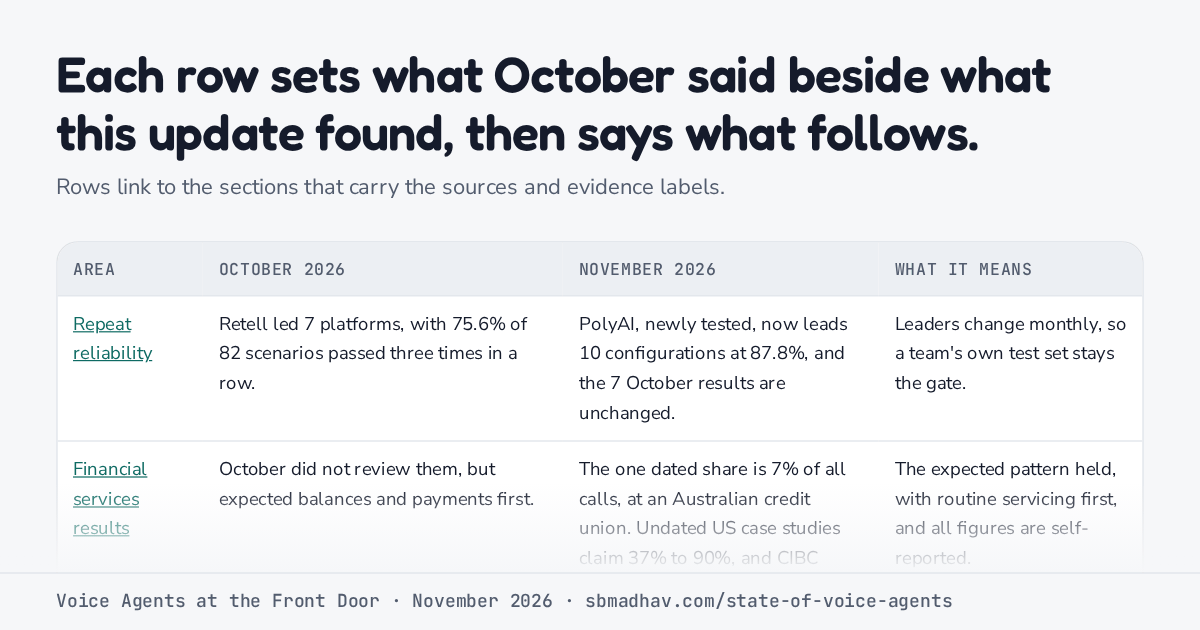 Each row sets what October said beside what
this update found, then says what follows.
Rows link to the sections that carry the sources and evidence labels.
AREA
OCTOBER 2026
NOVEMBER 2026
WHAT IT MEANS
Repeat
reliability
Retell led 7 platforms, with 75.6% of
82 scenarios passed three times in a
row.
PolyAI, newly tested, now leads
10 configurations at 87.8%, and
the 7 October results are
unchanged.
Leaders change monthly, so
a team's own test set stays
the gate.
Financial
services
results
October did not review them, but
expected balances and payments first.
The one dated share is 7% of all
calls, at an Australian credit
union. Undated US case studies
claim 37% to 90%, and CIBC
The expected pattern held,
with routine servicing first,
and all figures are self-
reported.
Voice Agents at the Front Door · November 2026 · sbmadhav.com/state-of-voice-agents